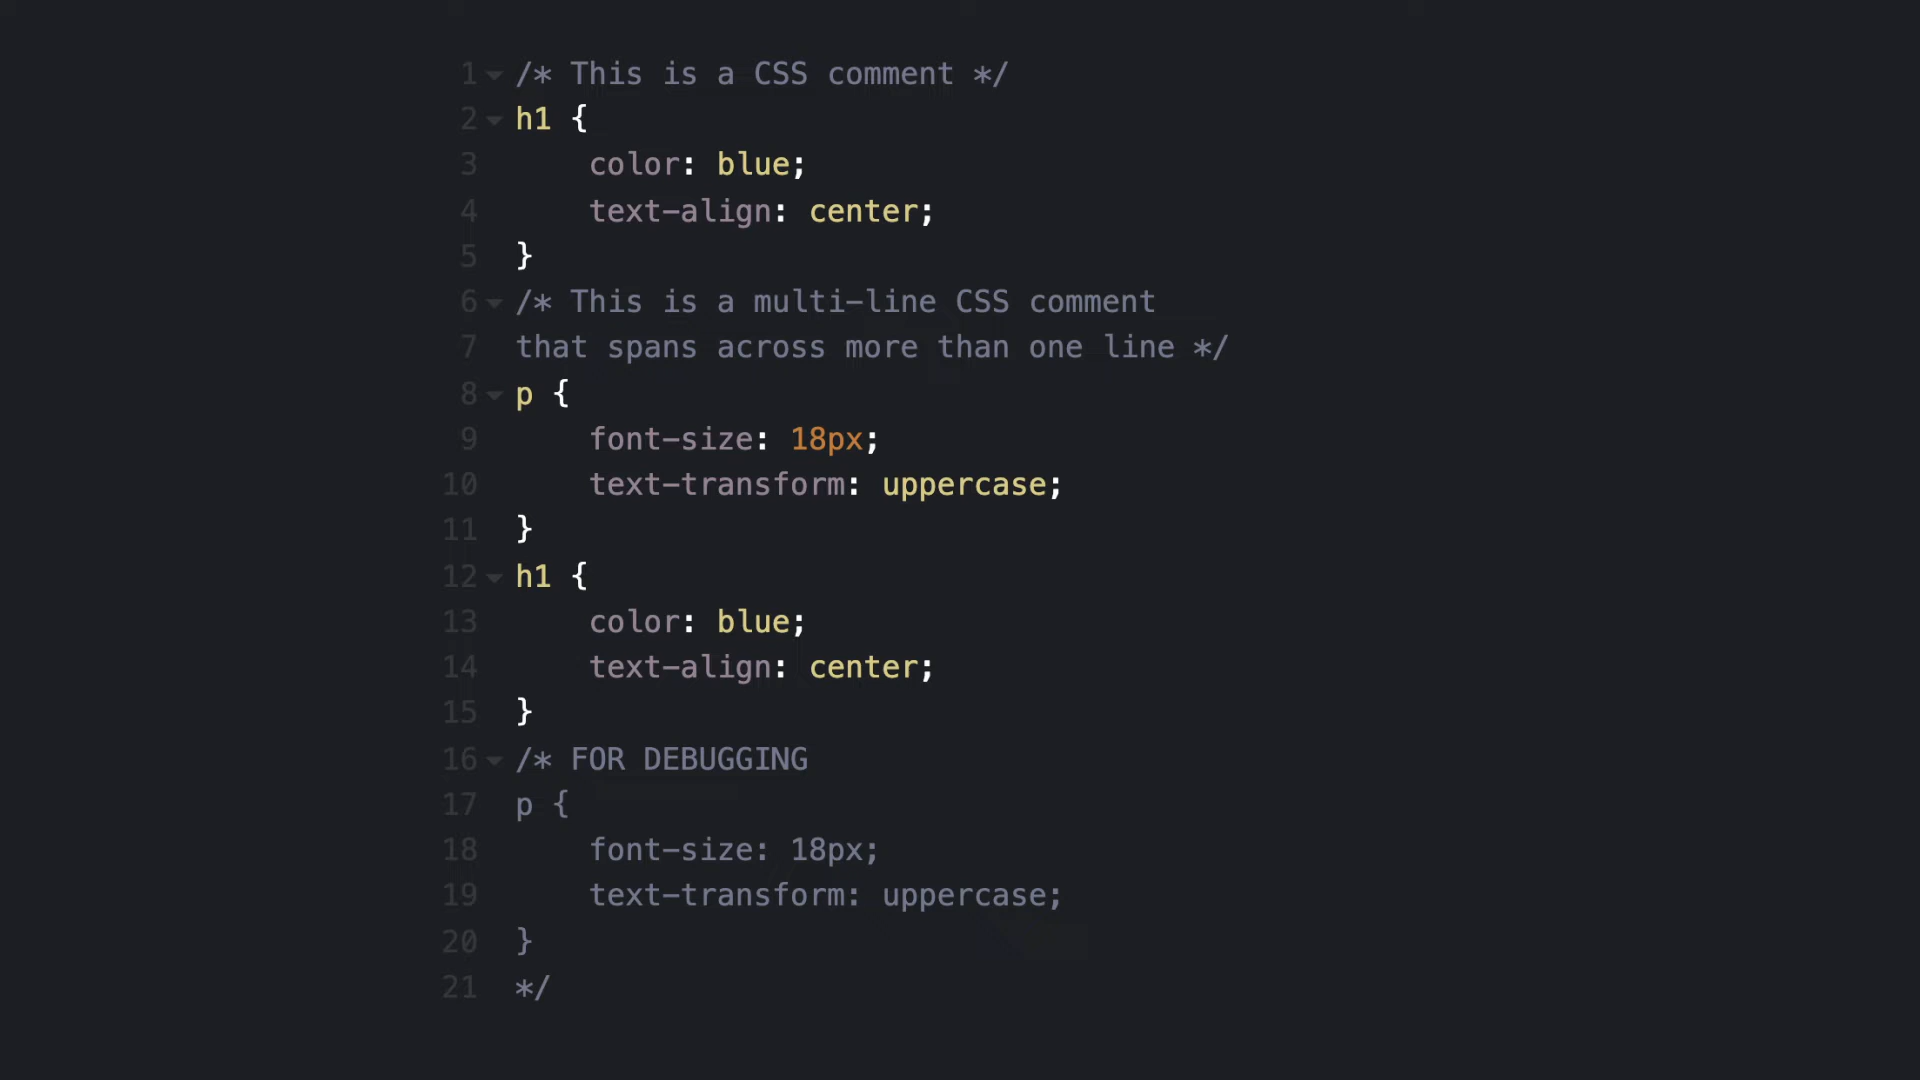 1 /* This is a CSS comment */
2 h1 {
3     color: blue;
4     text-align: center;
5 }
6 /* This is a multi-line CSS comment
7 that spans across more than one line */
8 p {
9     font-size: 18px;
10     text-transform: uppercase;
11 }
12 h1 {
13     color: blue;
14     text-align: center;
15 }
16 /* FOR DEBUGGING
17 p {
18     font-size: 18px;
19     text-transform: uppercase;
20 }
21 */